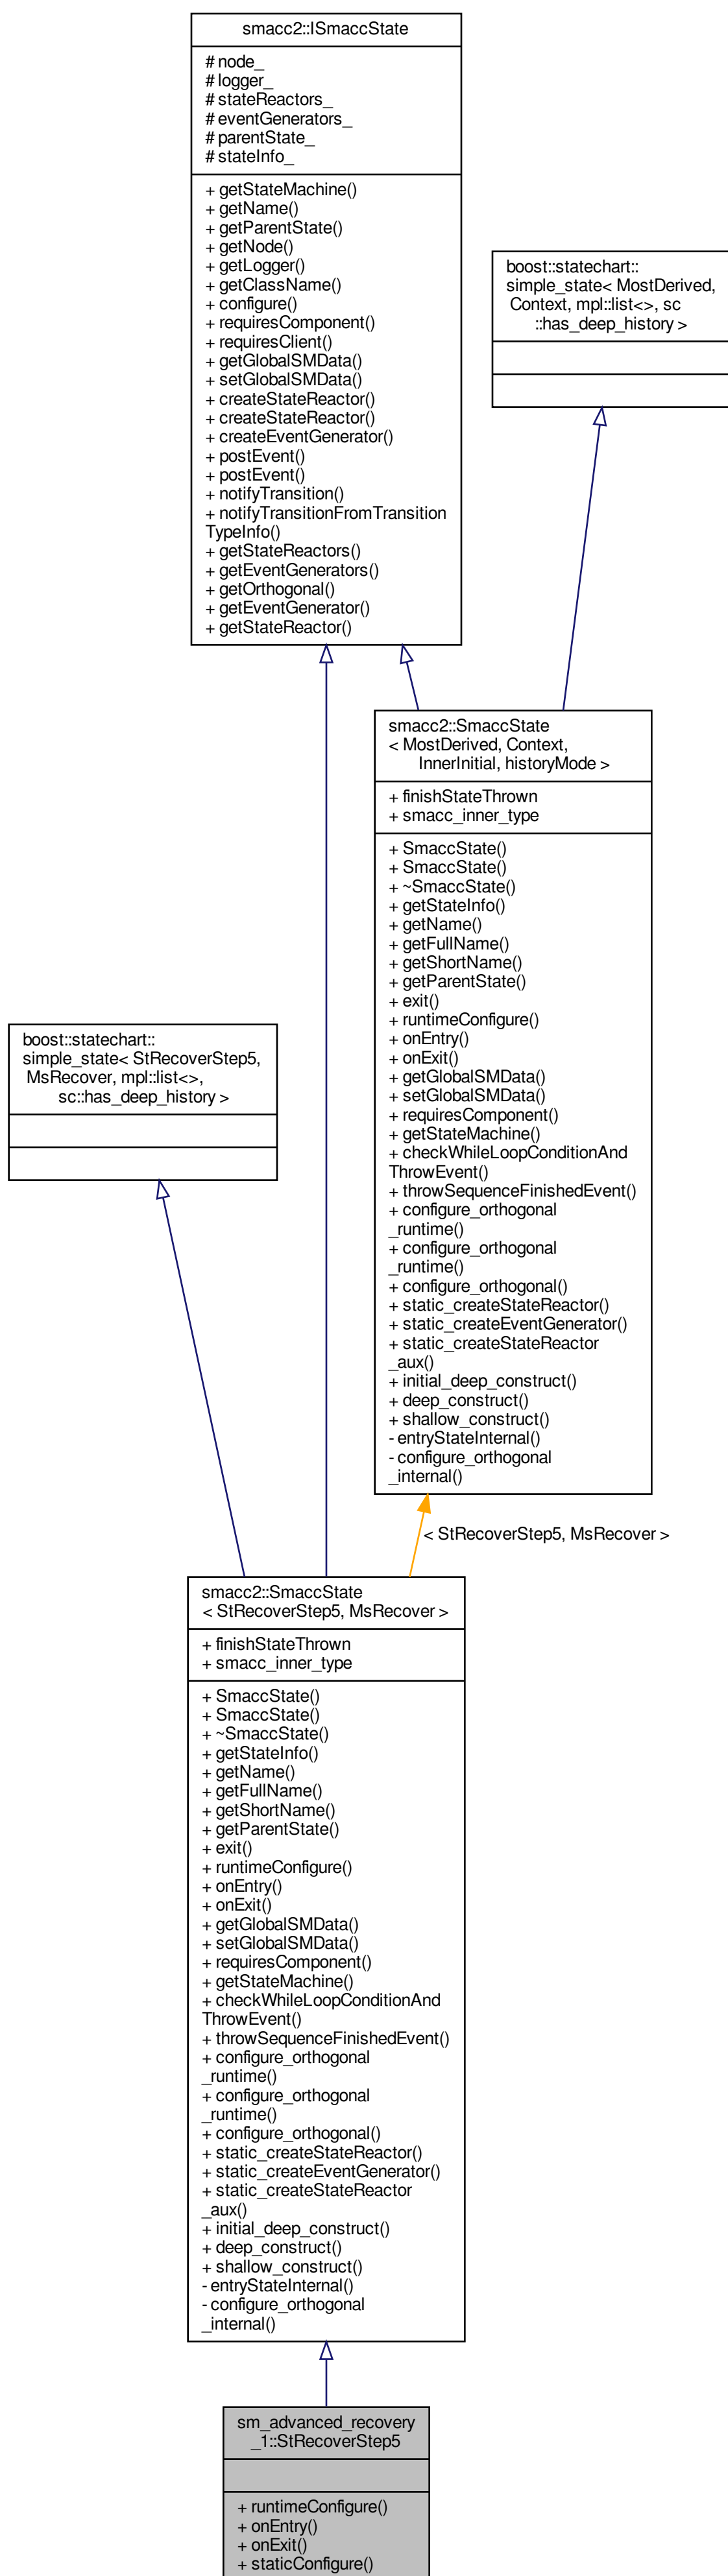 smacc2::ISmaccState
# node_
# logger_
# stateReactors_
# eventGenerators_
# parentState_
# stateInfo_
+ getStateMachine()
+ getName()
+ getParentState()
+ getNode()
+ getLogger()
+ getClassName()
+ configure()
+ requiresComponent()
+ requiresClient()
+ getGlobalSMData()
+ setGlobalSMData()
+ createStateReactor()
+ createStateReactor()
+ createEventGenerator()
+ postEvent()
+ postEvent()
+ notifyTransition()
+ notifyTransitionFromTransition
TypeInfo()
+ getStateReactors()
+ getEventGenerators()
+ getOrthogonal()
+ getEventGenerator()
+ getStateReactor()
boost::statechart::
simple_state< MostDerived,
Context, mpl::list<>, sc
::has_deep_history >
smacc2::SmaccState
< MostDerived, Context,
InnerInitial, historyMode >
+ finishStateThrown
+ smacc_inner_type
+ SmaccState()
+ SmaccState()
+ ~SmaccState()
+ getStateInfo()
+ getName()
+ getFullName()
+ getShortName()
+ getParentState()
+ exit()
+ runtimeConfigure()
+ onEntry()
+ onExit()
+ getGlobalSMData()
+ setGlobalSMData()
+ requiresComponent()
+ getStateMachine()
+ checkWhileLoopConditionAnd
ThrowEvent()
+ throwSequenceFinishedEvent()
+ configure_orthogonal
_runtime()
+ configure_orthogonal
_runtime()
+ configure_orthogonal()
+ static_createStateReactor()
+ static_createEventGenerator()
+ static_createStateReactor
_aux()
+ initial_deep_construct()
+ deep_construct()
+ shallow_construct()
- entryStateInternal()
- configure_orthogonal
_internal()
boost::statechart::
simple_state< StRecoverStep5,
MsRecover, mpl::list<>,
sc::has_deep_history >
< StRecoverStep5, MsRecover >
smacc2::SmaccState
< StRecoverStep5, MsRecover >
+ finishStateThrown
+ smacc_inner_type
+ SmaccState()
+ SmaccState()
+ ~SmaccState()
+ getStateInfo()
+ getName()
+ getFullName()
+ getShortName()
+ getParentState()
+ exit()
+ runtimeConfigure()
+ onEntry()
+ onExit()
+ getGlobalSMData()
+ setGlobalSMData()
+ requiresComponent()
+ getStateMachine()
+ checkWhileLoopConditionAnd
ThrowEvent()
+ throwSequenceFinishedEvent()
+ configure_orthogonal
_runtime()
+ configure_orthogonal
_runtime()
+ configure_orthogonal()
+ static_createStateReactor()
+ static_createEventGenerator()
+ static_createStateReactor
_aux()
+ initial_deep_construct()
+ deep_construct()
+ shallow_construct()
- entryStateInternal()
- configure_orthogonal
_internal()
sm_advanced_recovery
_1::StRecoverStep5
+ runtimeConfigure()
+ onEntry()
+ onExit()
+ staticConfigure()